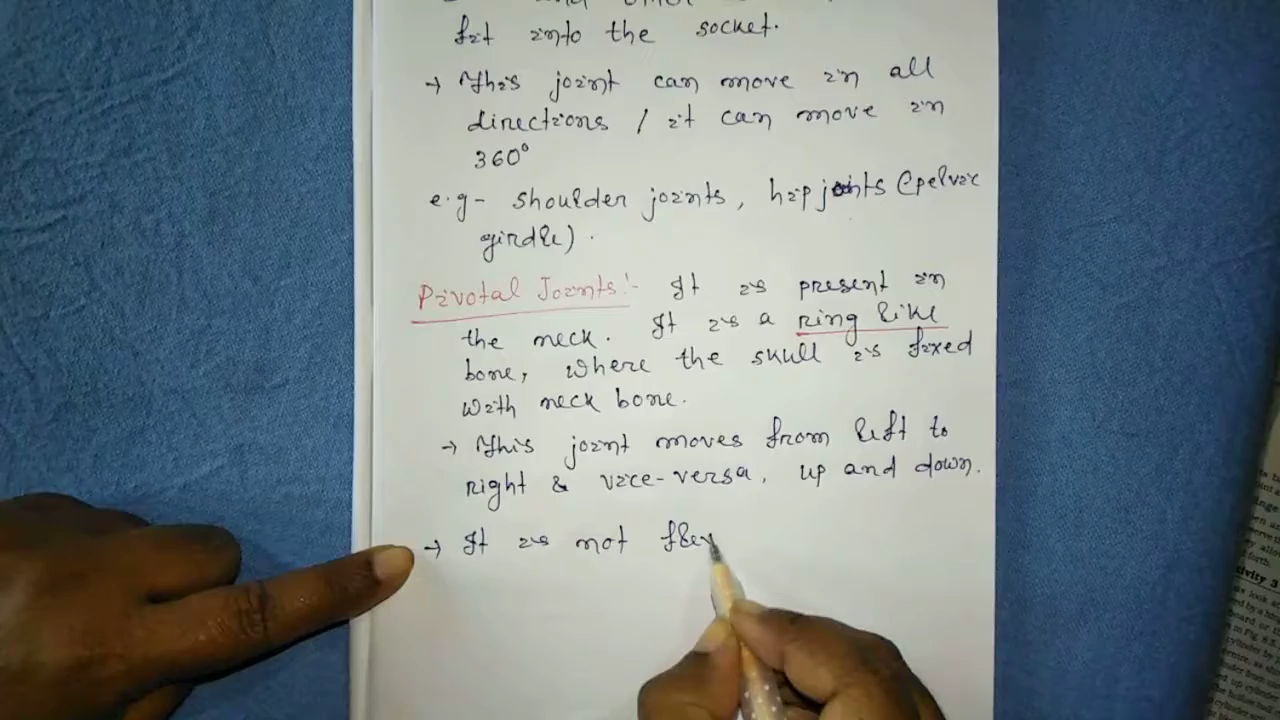 fit into the socket.
→ This joint can move in all
directions / it can move in
360°
e.g- shoulder joints, hip joints (pelvic
girdle).
Pivotal Joints:- It is present in
the neck. It is a ring like
bone, where the skull is fixed
with neck bone.
→ This joint moves from left to
right & vice-versa, up and down.
→ It is not flex
tivity 3